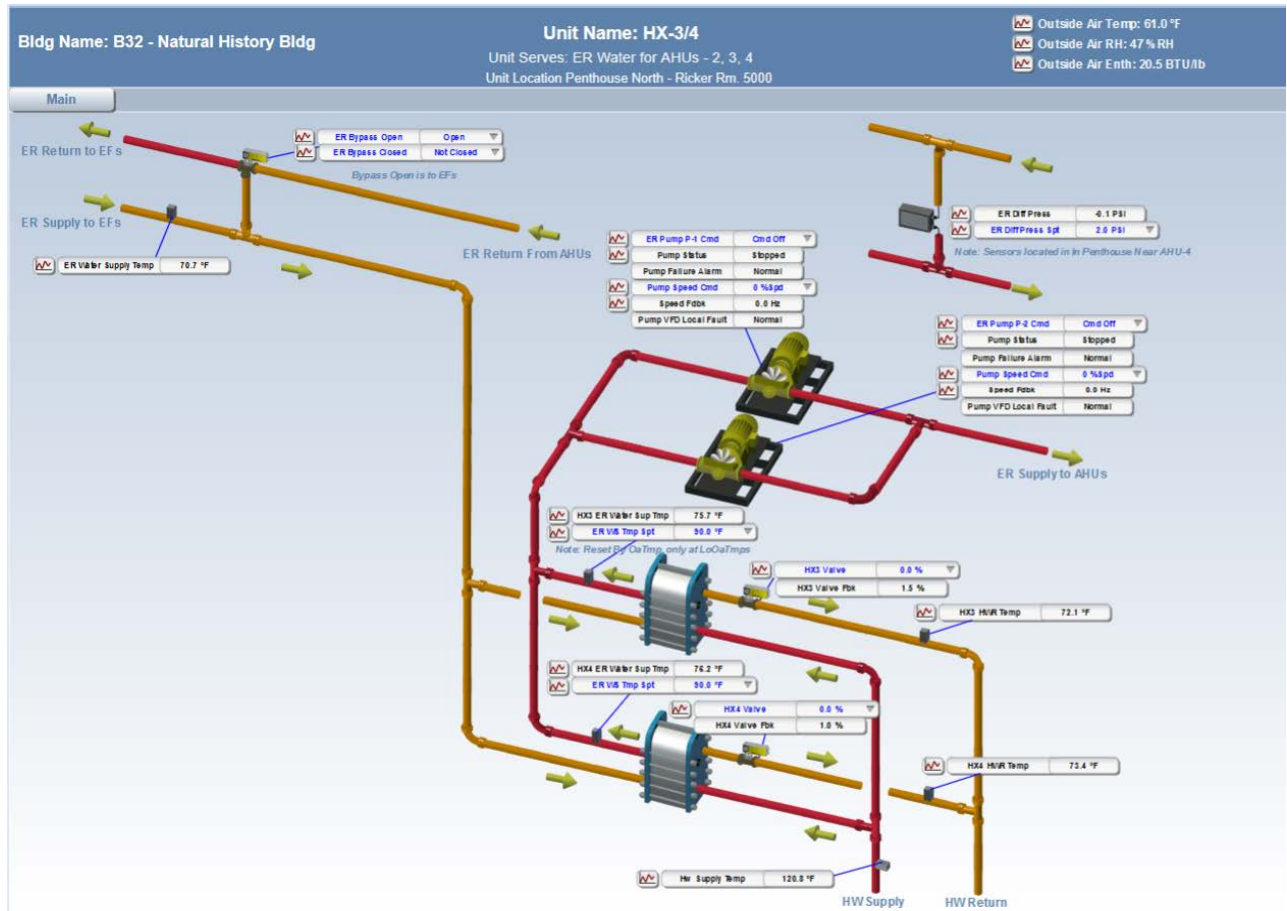 Bldg Name: B32 - Natural History Bldg
Unit Name: HX-3/4
Unit Serves: ER Water for AHUs - 2, 3, 4
Unit Location Penthouse North - Ricker Rm. 5000
Outside Air Temp: 61.0 °F
Outside Air RH: 47% RH
Outside Air Enth: 20.5 BTU/lb
Main
ER Return to EFs
ER Bypass Open Open
ER Bypass Closed Not Closed
Bypass Open is to EFs
ER Supply to EFs
ER Water Supply Temp 70.7 °F
ER Return From AHUs
ER Diff Press -0.1 PSI
ER Diff Press Spt 2.0 PSI
Note: Sensors located in In Penthouse Near AHU-4
ER Pump P-1 Cmd Cmd Off
Pump Status Stopped
Pump Failure Alarm Normal
Pump Speed Cmd 0 %Spd
Speed Fdbk 0.0 Hz
Pump VFD Local Fault Normal
ER Pump P-2 Cmd Cmd Off
Pump Status Stopped
Pump Failure Alarm Normal
Pump Speed Cmd 0 %Spd
Speed Fdbk 0.0 Hz
Pump VFD Local Fault Normal
ER Supply to AHUs
HX3 ER Water Sup Tmp 75.7 °F
ER WS Tmp Spt 90.0 °F
Note: Reset By OaTmp, only at LoOaTmps
HX3 Valve 0.0 %
HX3 Valve Fbk 1.5 %
HX3 HWR Temp 72.1 °F
HX4 ER Water Sup Tmp 76.2 °F
ER WS Tmp Spt 90.0 °F
HX4 Valve 0.0 %
HX4 Valve Fbk 1.0 %
HX4 HWR Temp 73.4 °F
Hw Supply Temp 120.8 °F
HW Supply
HW Return